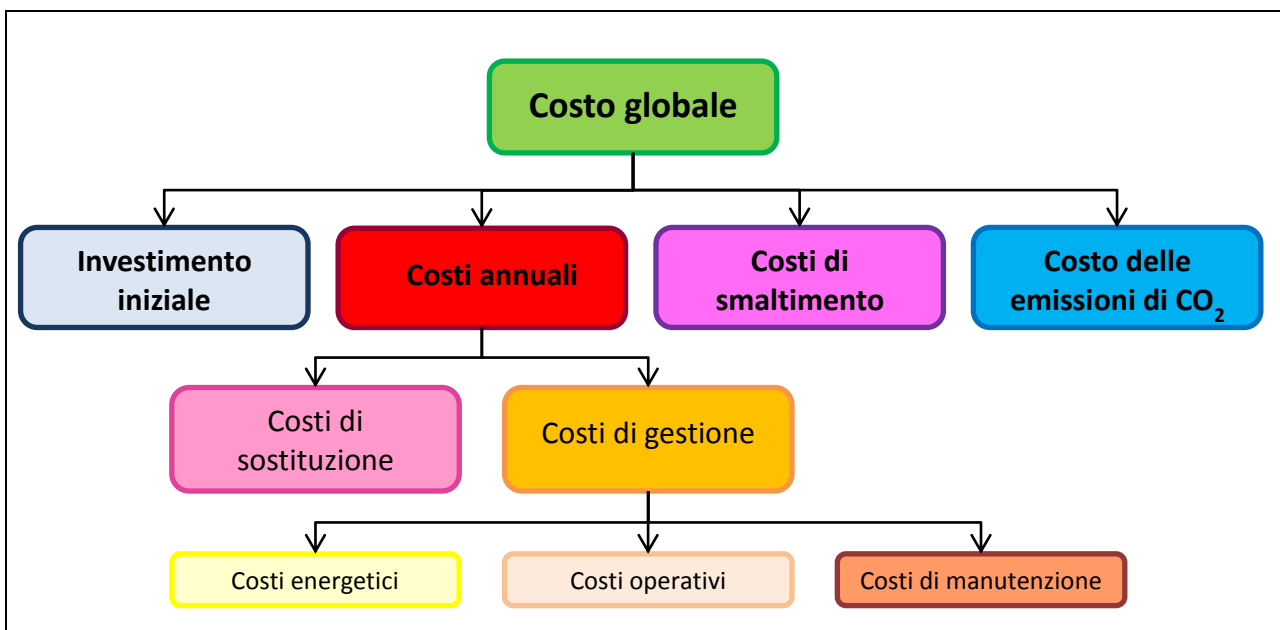 Costo globale
Investimento
iniziale
Costi annuali
Costi di
smaltimento
Costo delle
emissioni di CO₂
Costi di
sostituzione
Costi di gestione
Costi energetici
Costi operativi
Costi di manutenzione